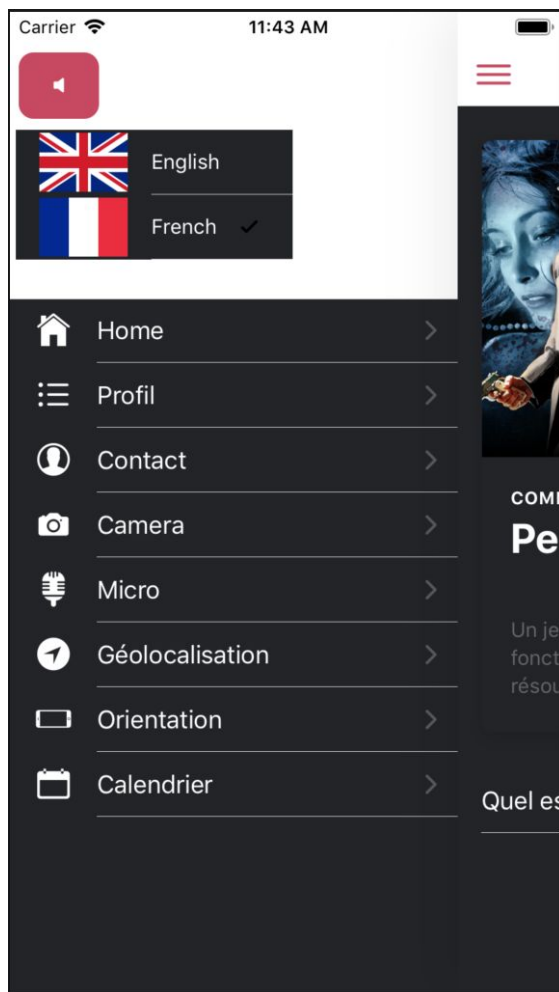 Carrier
11:43 AM
English
French
Home
Profil
Contact
Camera
Micro
Géolocalisation
Orientation
Calendrier
Pe
Un je
fonct
résou
Quel es